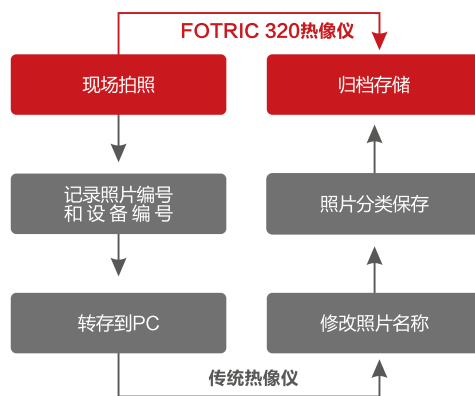 FOTRIC 320热像仪
现场拍照
归档存储
记录照片编号
和设备编号
照片分类保存
转存到PC
修改照片名称
传统热像仪